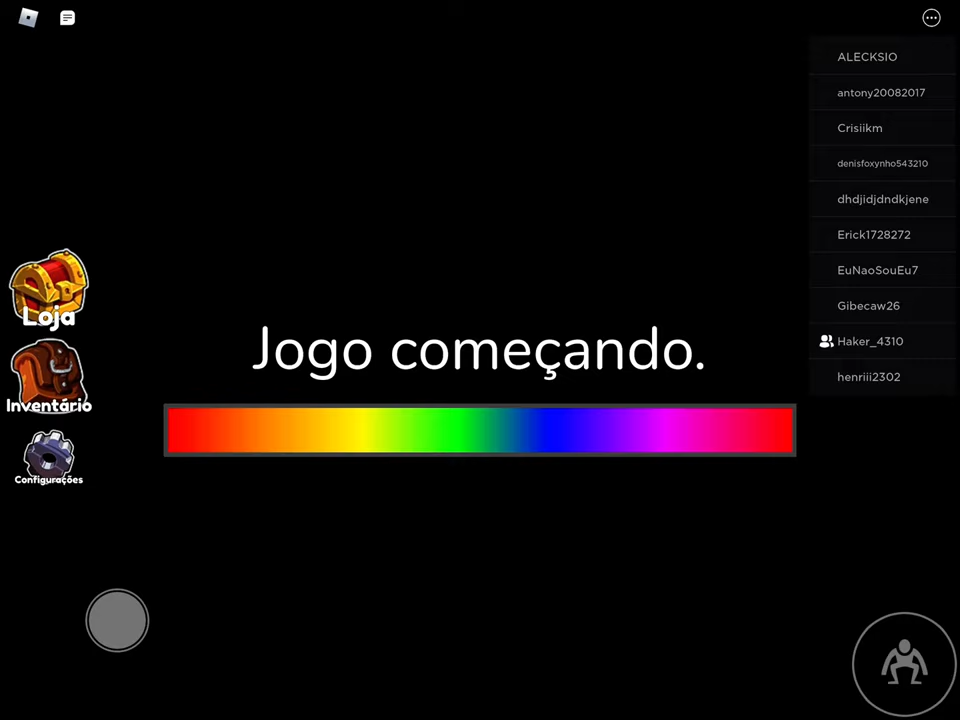 ALECKSIO
antony20082017
Crisiikm
denisfoxynho543210
dhdjidjdndkjene
Erick1728272
EuNaoSouEu7
Gibecaw26
Haker_4310
henriii2302
Loja
Inventário
Configurações
Jogo começando.